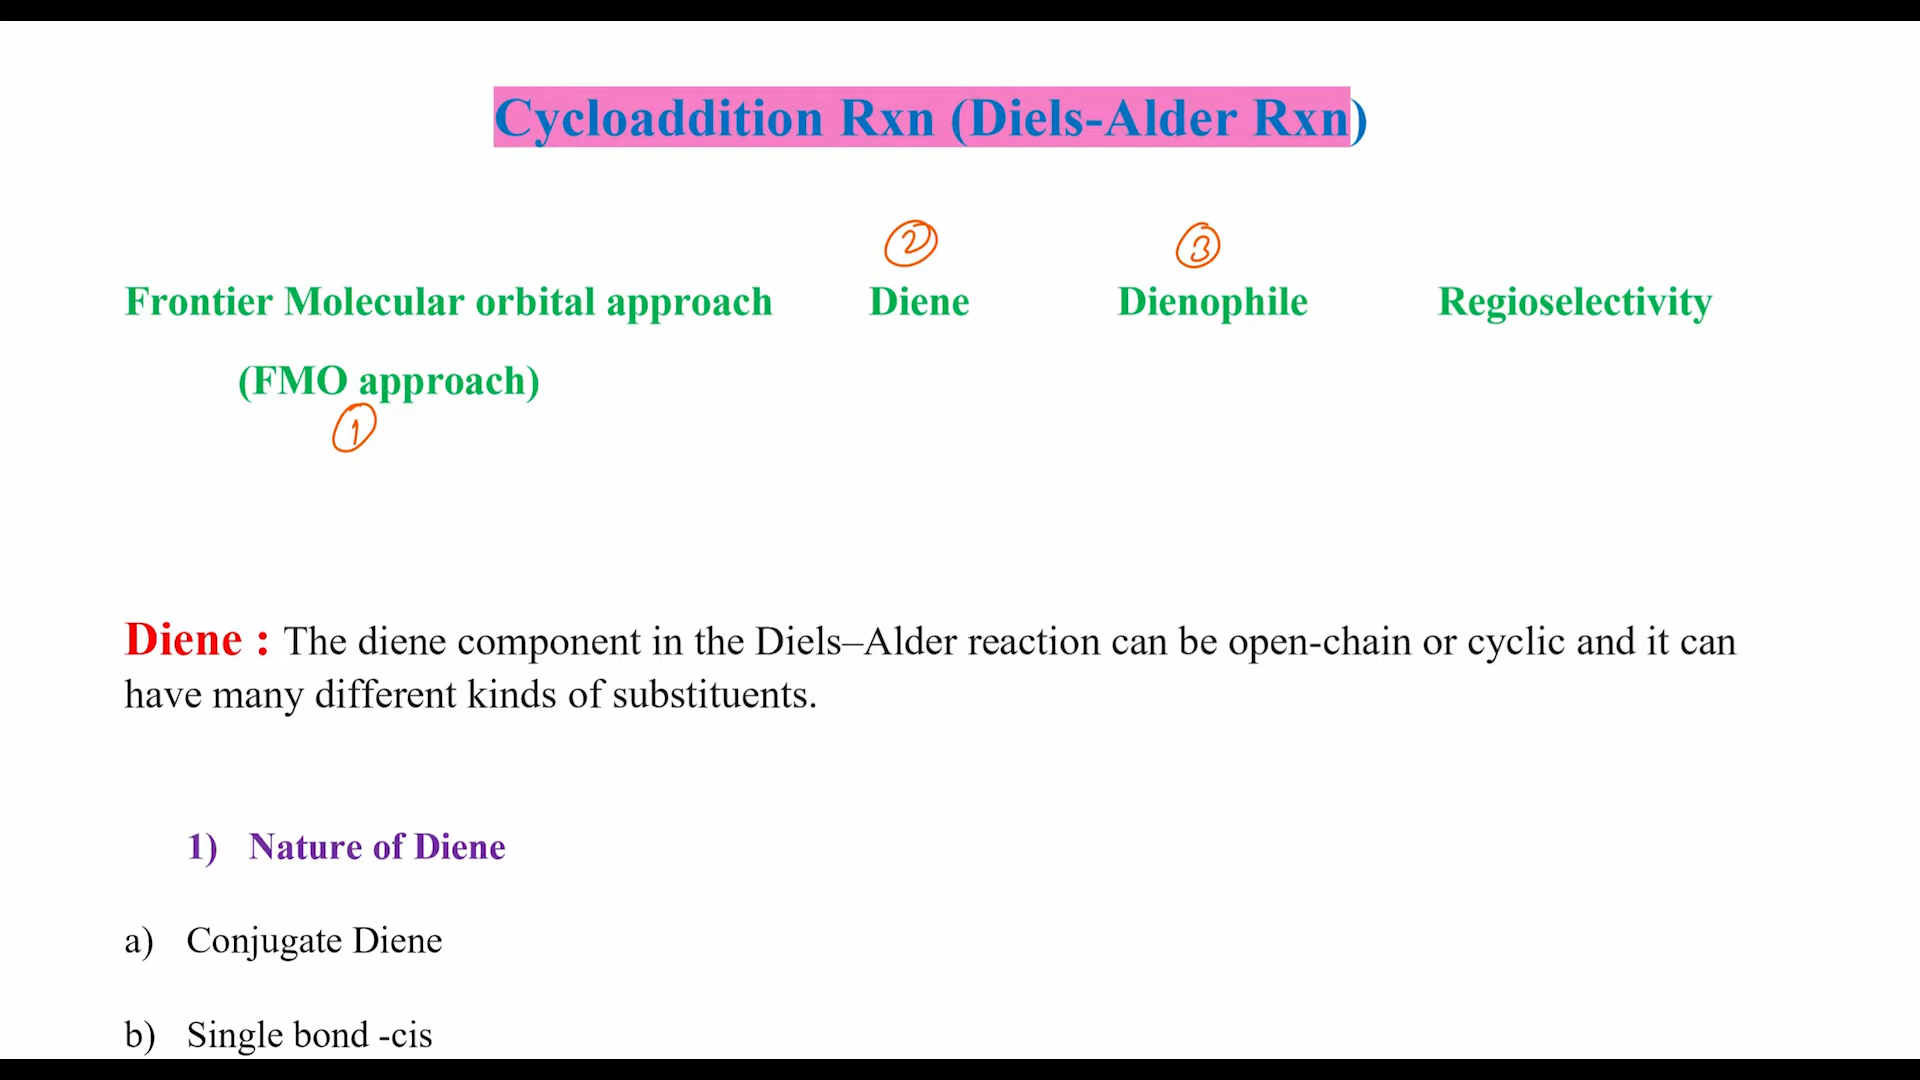 Cycloaddition Rxn (Diels-Alder Rxn)
2 3
Frontier Molecular orbital approach Diene Dienophile Regioselectivity
(FMO approach)
1
Diene : The diene component in the Diels–Alder reaction can be open-chain or cyclic and it can
have many different kinds of substituents.
1) Nature of Diene
a) Conjugate Diene
b) Single bond -cis